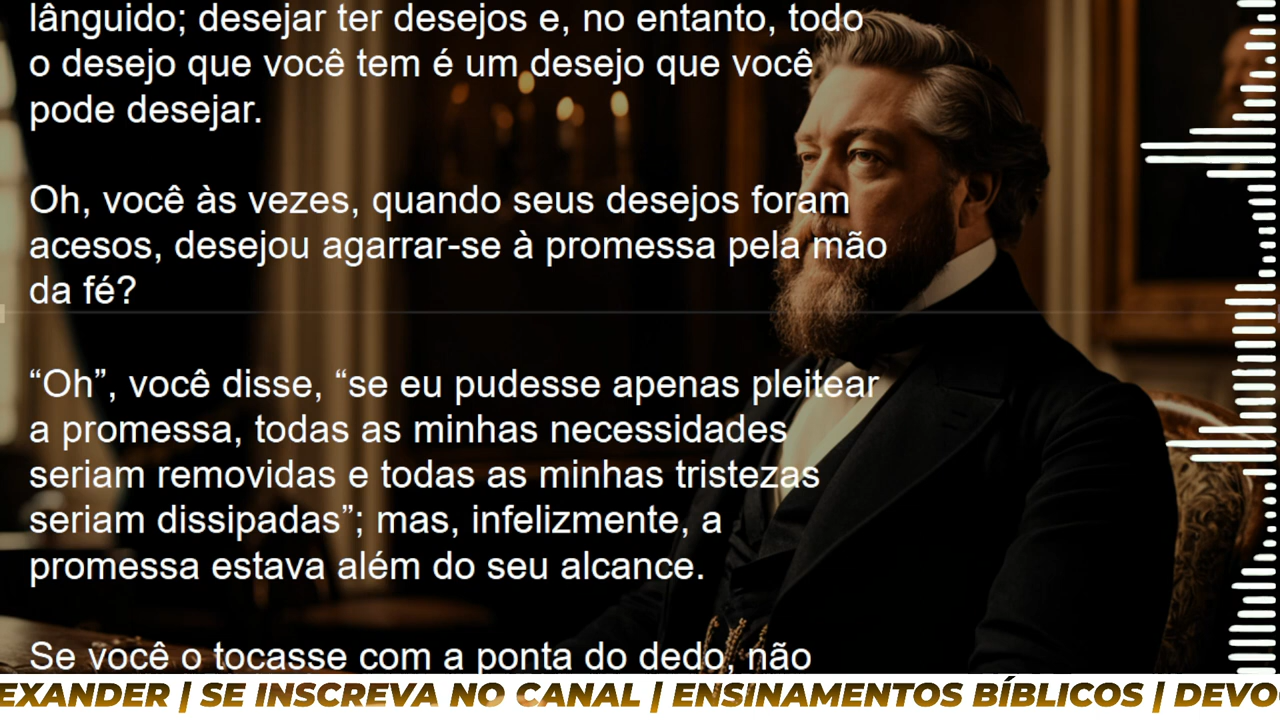 lânguido; desejar ter desejos e, no entanto, todo
o desejo que você tem é um desejo que você
pode desejar.
Oh, você às vezes, quando seus desejos foram
acesos, desejou agarrar-se à promessa pela mão
da fé?
“Oh”, você disse, “se eu pudesse apenas pleitear
a promessa, todas as minhas necessidades
seriam removidas e todas as minhas tristezas
seriam dissipadas”; mas, infelizmente, a
promessa estava além do seu alcance.
Se você o tocasse com a ponta do dedo, não
EXANDER | SE INSCREVA NO CANAL | ENSINAMENTOS BÍBLICOS | DEVO